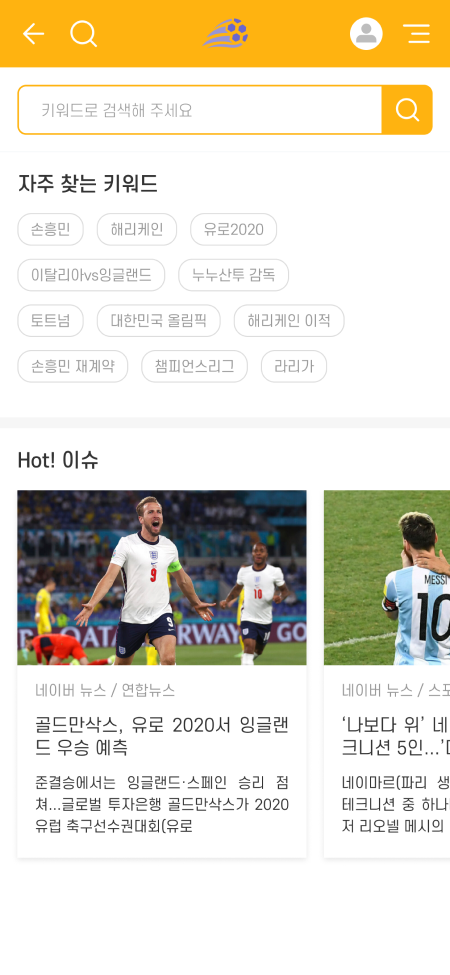 키워드로 검색해 주세요
자주 찾는 키워드
손흥민 해리케인 유로2020
이탈리아vs잉글랜드 누누산투 감독
토트넘 대한민국 올림픽 해리케인 이적
손흥민 재계약 챔피언스리그 라리가
Hot! 이슈
9
10
9
QATAR
AIRWAY
GO
네이버 뉴스 / 연합뉴스
골드만삭스, 유로 2020서 잉글랜
드 우승 예측
준결승에서는 잉글랜드·스페인 승리 점
쳐...글로벌 투자은행 골드만삭스가 2020
유럽 축구선수권대회(유로
MESSI
10
네이버 뉴스 / 스포
‘나보다 위’ 네
크니션 5인...’
네이마르(파리 생
테크니션 중 하나
저 리오넬 메시의